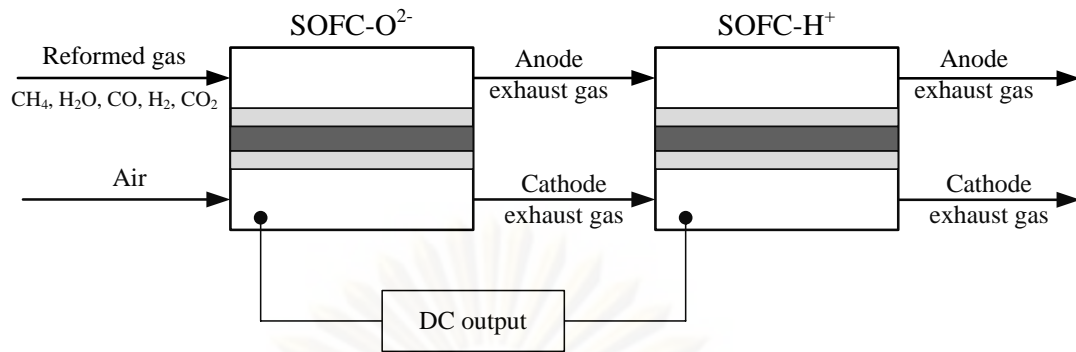 SOFC-O²⁻
SOFC-H⁺
Reformed gas
CH₄, H₂O, CO, H₂, CO₂
Anode
exhaust gas
Anode
exhaust gas
Air
Cathode
exhaust gas
Cathode
exhaust gas
DC output